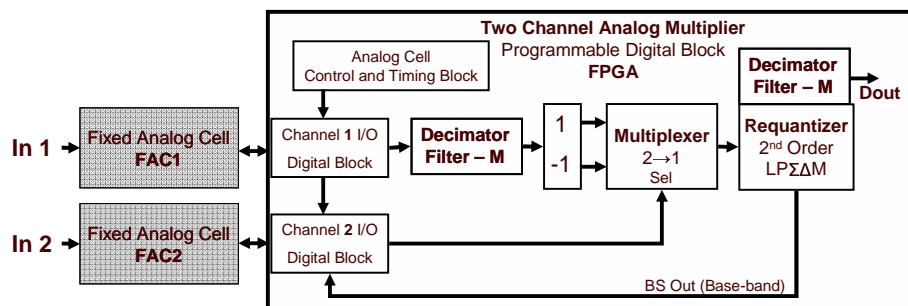 Two Channel Analog Multiplier
Programmable Digital Block
FPGA
Analog Cell
Control and Timing Block
Decimator
Filter – M
Dout
In 1
Fixed Analog Cell
FAC1
Channel 1 I/O
Digital Block
Decimator
Filter – M
1
-1
Multiplexer
2→1
Sel
Requantizer
2nd Order
LPΣΔM
In 2
Fixed Analog Cell
FAC2
Channel 2 I/O
Digital Block
BS Out (Base-band)